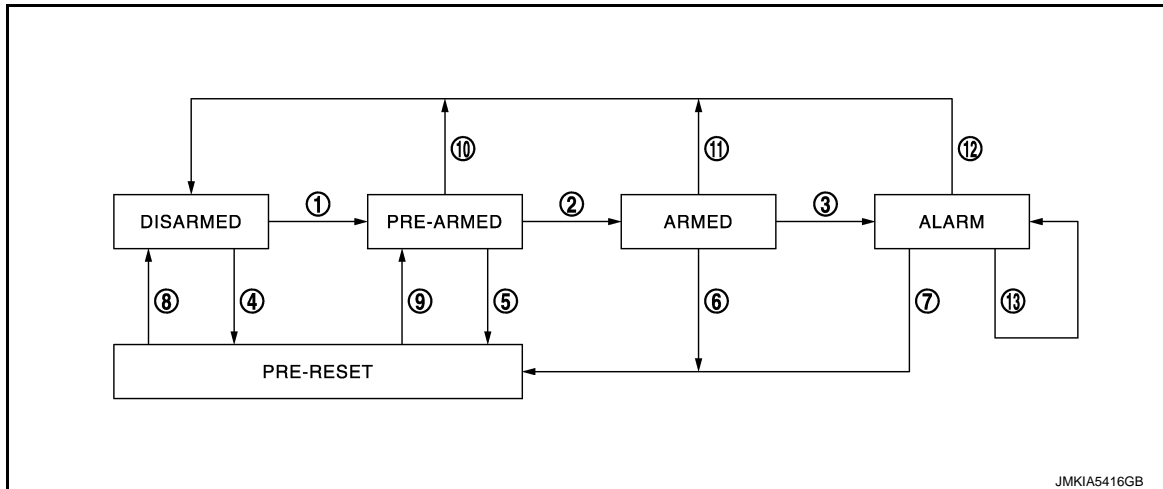 ⑩ ⑪ ⑫
DISARMED ① PRE-ARMED ② ARMED ③ ALARM
⑧ ④ ⑨ ⑤ ⑥ ⑦ ⑬
PRE-RESET
JMKIA5416GB